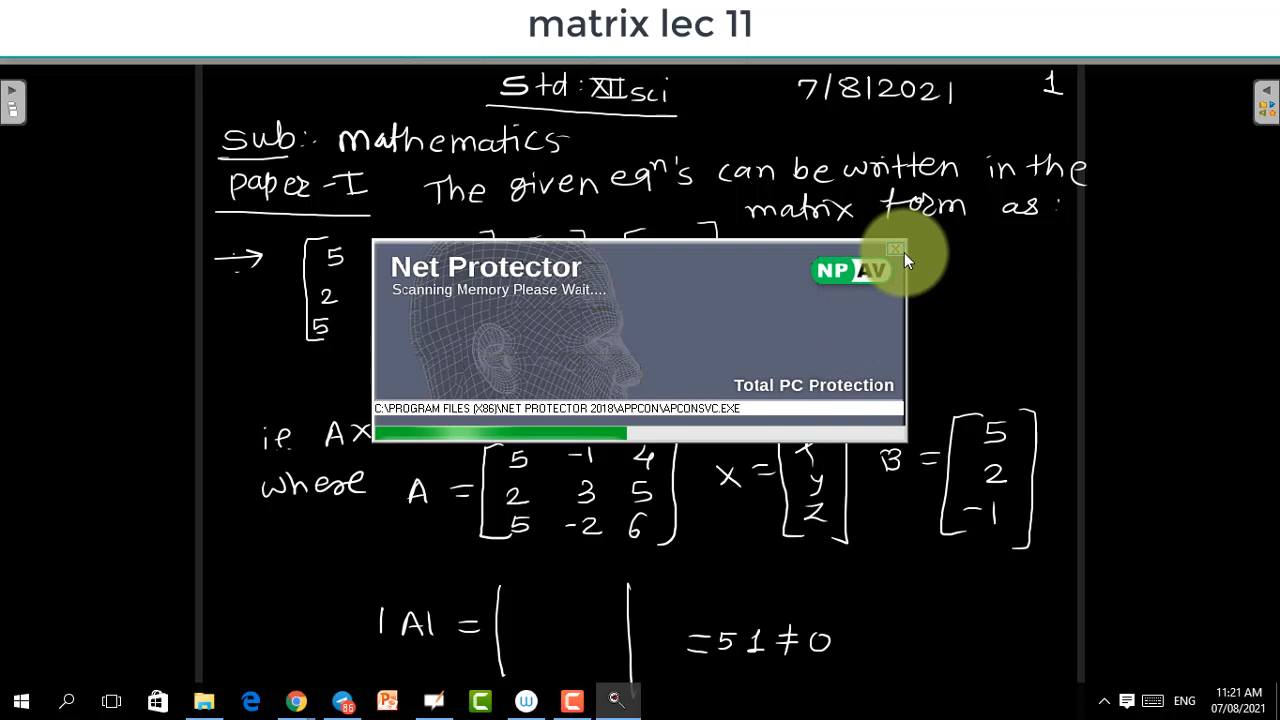 matrix lec 11
Std : XII sci 7/8/2021 1
sub :- mathematics
paper - I The given eqn's can be written in the
matrix form as :
→ [ 5
2
5
Net Protector
NP AV
Scanning Memory Please Wait....
Total PC Protection
C:\PROGRAM FILES (X86)\NET PROTECTOR 2018\APPCON\APCONSVC.EXE
i.e AX
where A = [ 5 -1 4 X = [ x B = [ 5
2 3 5 y 2
5 -2 6 ] z ] -1 ]
|A| = | | = 51 ≠ 0
86
ENG
11:21 AM
07/08/2021